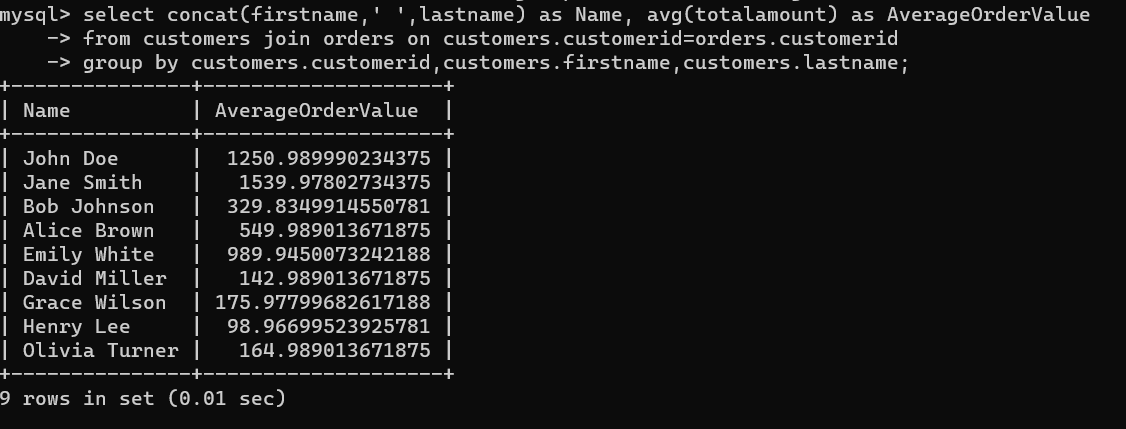 mysql> select concat(firstname,' ',lastname) as Name, avg(totalamount) as AverageOrderValue
    -> from customers join orders on customers.customerid=orders.customerid
    -> group by customers.customerid,customers.firstname,customers.lastname;
+---------------+---------------------+
| Name          | AverageOrderValue   |
+---------------+---------------------+
| John Doe      |   1250.989990234375 |
| Jane Smith    |    1539.97802734375 |
| Bob Johnson   |   329.8349914550781 |
| Alice Brown   |    549.989013671875 |
| Emily White   |   989.9450073242188 |
| David Miller  |    142.989013671875 |
| Grace Wilson  |  175.97799682617188 |
| Henry Lee     |   98.96699523925781 |
| Olivia Turner |    164.989013671875 |
+---------------+---------------------+
9 rows in set (0.01 sec)